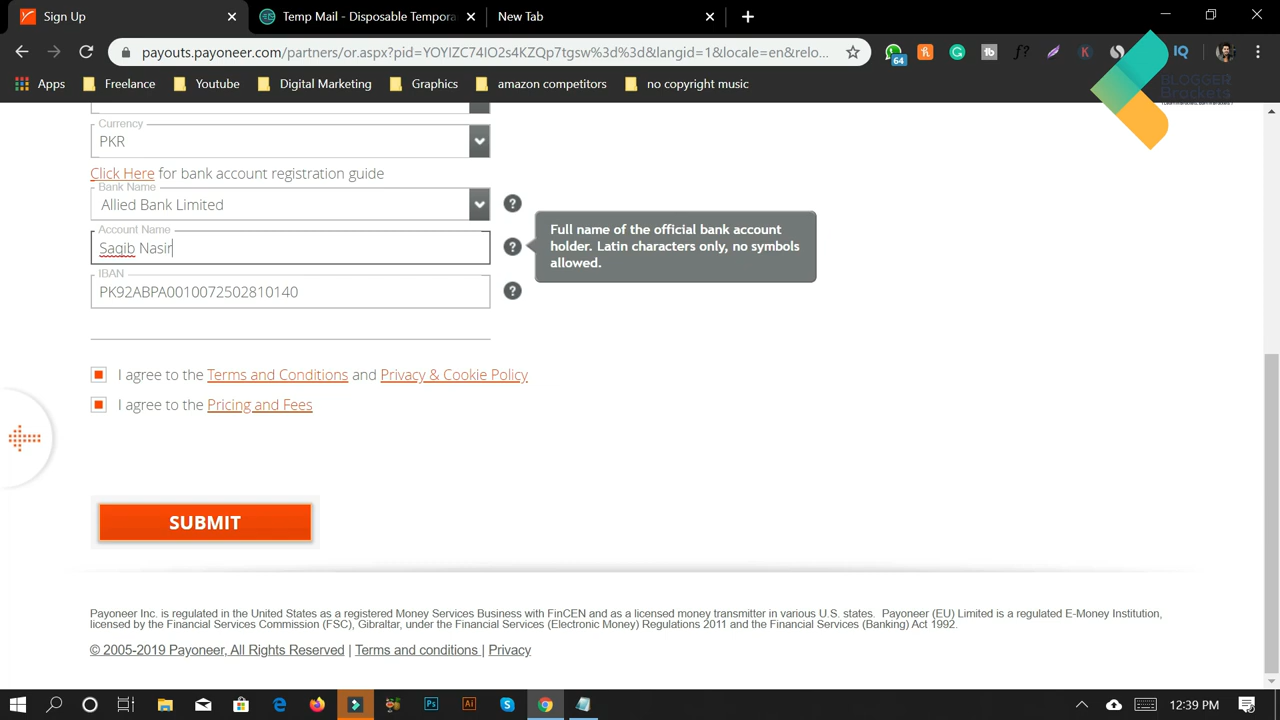 Sign Up
Temp Mail - Disposable Tempora
New Tab
payouts.payoneer.com/partners/or.aspx?pid=YOYIZC74IO2s4KZQp7tgsw%3d%3d&langid=1&locale=en&relo...
64
IQ
Apps
Freelance
Youtube
Digital Marketing
Graphics
amazon competitors
no copyright music
BLOGGER
Brackets
Currency
PKR
Click Here for bank account registration guide
Bank Name
Allied Bank Limited
Account Name
Saqib Nasir
Full name of the official bank account
holder. Latin characters only, no symbols
allowed.
IBAN
PK92ABPA0010072502810140
I agree to the Terms and Conditions and Privacy & Cookie Policy
I agree to the Pricing and Fees
SUBMIT
Payoneer Inc. is regulated in the United States as a registered Money Services Business with FinCEN and as a licensed money transmitter in various U.S. states. Payoneer (EU) Limited is a regulated E-Money Institution,
licensed by the Financial Services Commission (FSC), Gibraltar, under the Financial Services (Electronic Money) Regulations 2011 and the Financial Services (Banking) Act 1992.
© 2005-2019 Payoneer, All Rights Reserved | Terms and conditions | Privacy
Ps
Ai
12:39 PM